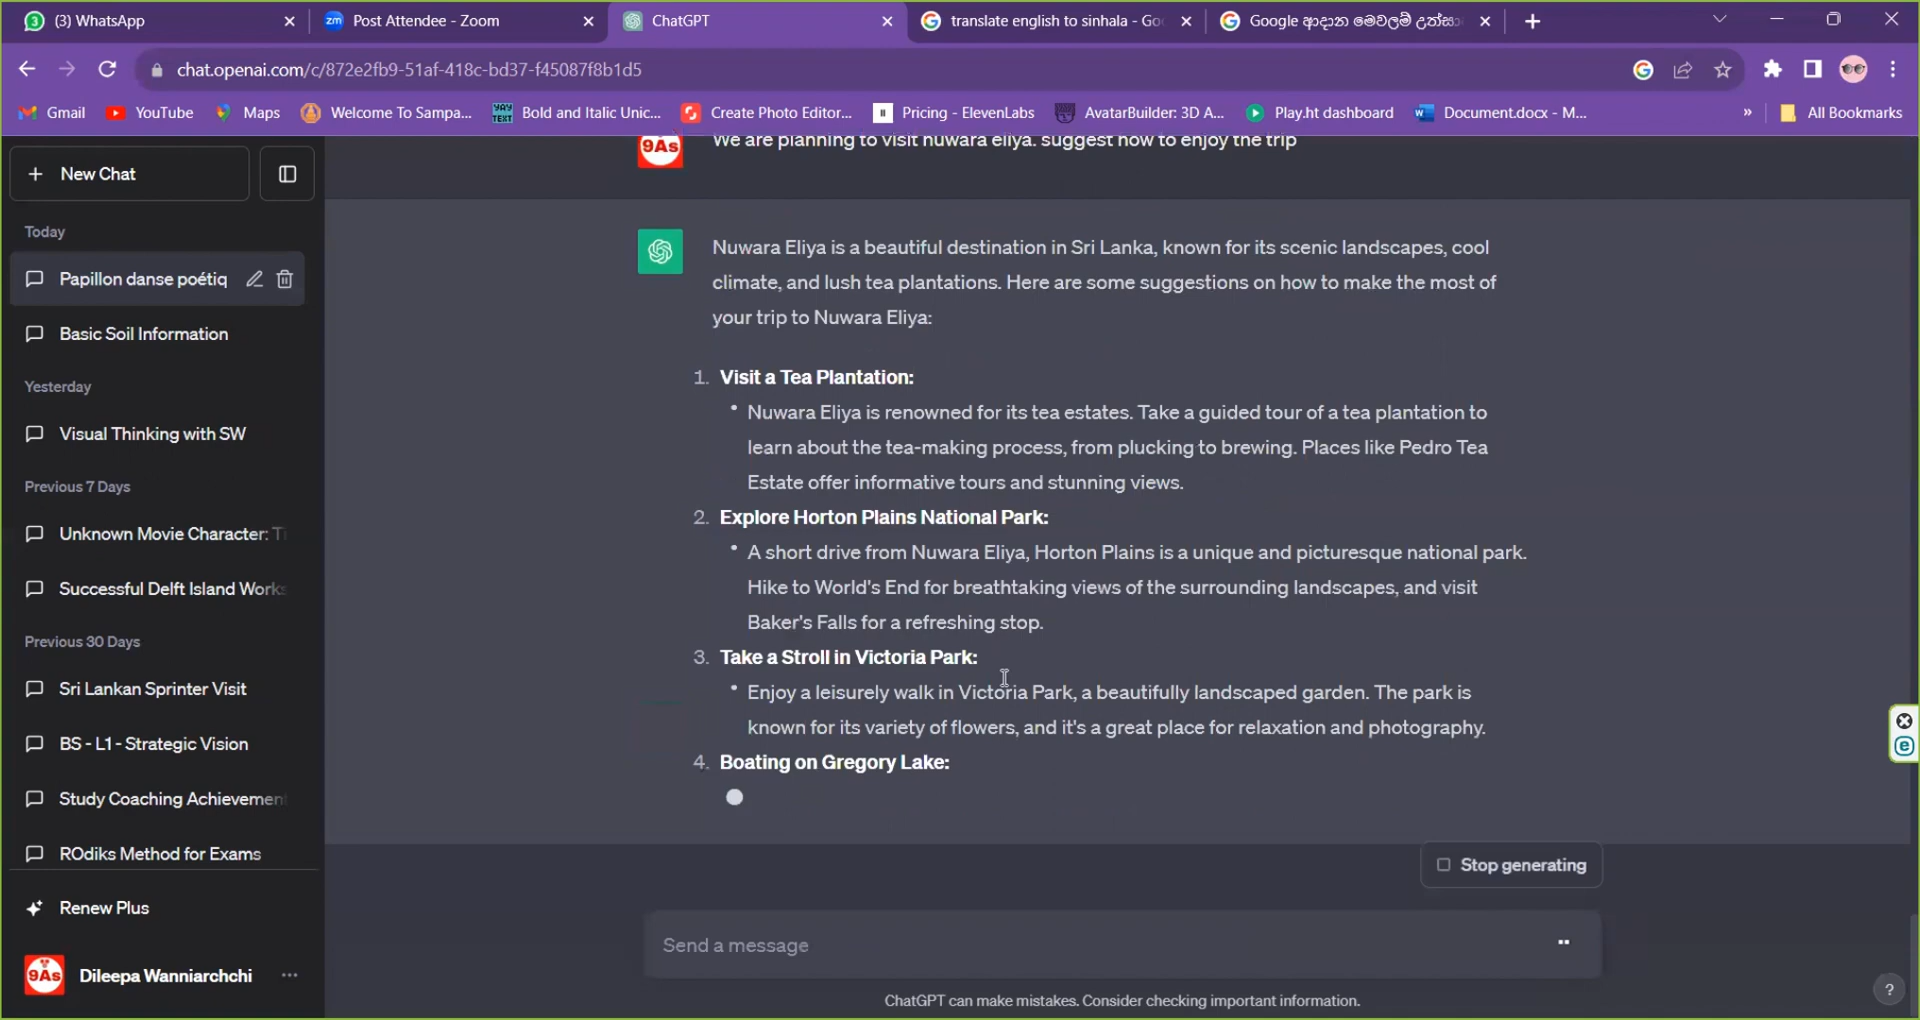 (3) WhatsApp
Post Attendee - Zoom
ChatGPT
translate english to sinhala - Go
Google ආදාන මෙවලම් උත්සා
chat.openai.com/c/872e2fb9-51af-418c-bd37-f45087f8b1d5
Gmail
YouTube
Maps
Welcome To Sampa...
Bold and Italic Unic...
Create Photo Editor...
Pricing - ElevenLabs
AvatarBuilder: 3D A...
Play.ht dashboard
Document.docx - M...
»
All Bookmarks
+ New Chat
Today
Papillon danse poétiq
Basic Soil Information
Yesterday
Visual Thinking with SW
Previous 7 Days
Unknown Movie Character: T
Successful Delft Island Works
Previous 30 Days
Sri Lankan Sprinter Visit
BS - L1 - Strategic Vision
Study Coaching Achievement
ROdiks Method for Exams
Renew Plus
9As Dileepa Wanniarchchi ...
9As We are planning to visit nuwara eliya. suggest how to enjoy the trip
Nuwara Eliya is a beautiful destination in Sri Lanka, known for its scenic landscapes, cool
climate, and lush tea plantations. Here are some suggestions on how to make the most of
your trip to Nuwara Eliya:
1. Visit a Tea Plantation:
• Nuwara Eliya is renowned for its tea estates. Take a guided tour of a tea plantation to
learn about the tea-making process, from plucking to brewing. Places like Pedro Tea
Estate offer informative tours and stunning views.
2. Explore Horton Plains National Park:
• A short drive from Nuwara Eliya, Horton Plains is a unique and picturesque national park.
Hike to World's End for breathtaking views of the surrounding landscapes, and visit
Baker's Falls for a refreshing stop.
3. Take a Stroll in Victoria Park:
• Enjoy a leisurely walk in Victoria Park, a beautifully landscaped garden. The park is
known for its variety of flowers, and it's a great place for relaxation and photography.
4. Boating on Gregory Lake:
Stop generating
Send a message
ChatGPT can make mistakes. Consider checking important information.
?